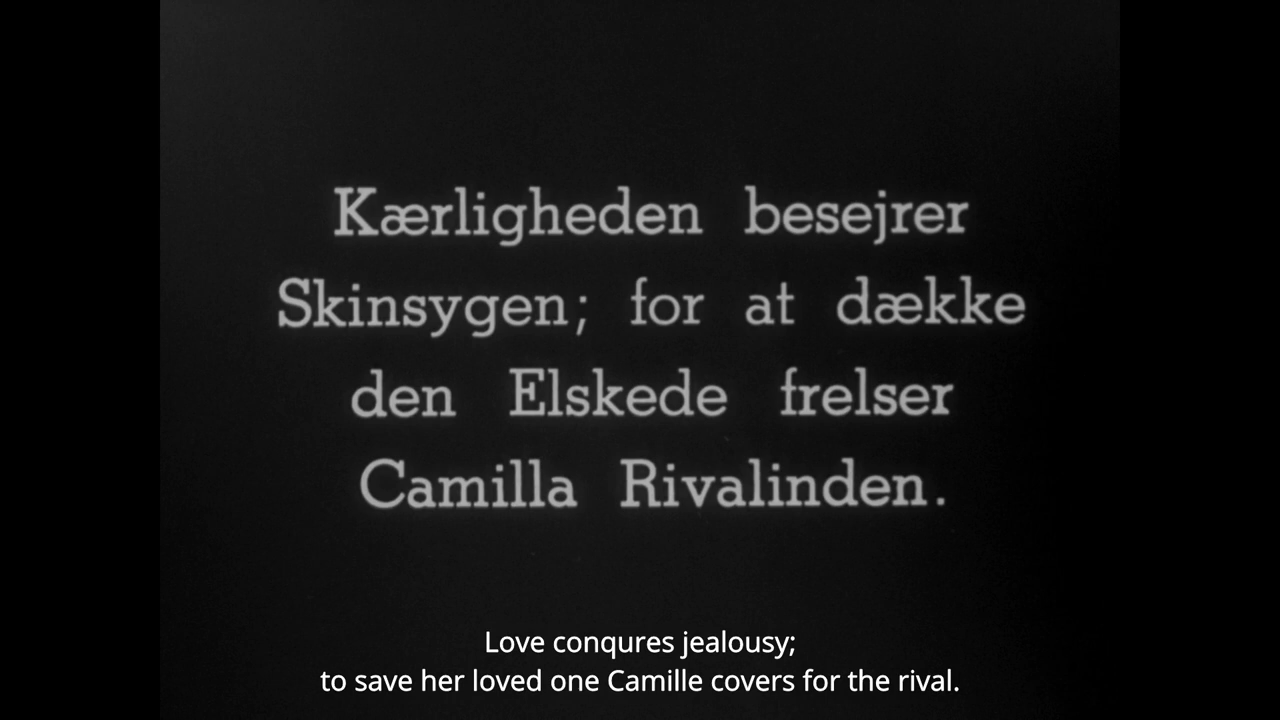 Kærligheden besejrer
Skinsygen; for at dække
den Elskede frelser
Camilla Rivalinden.
Love conqures jealousy;
to save her loved one Camille covers for the rival.